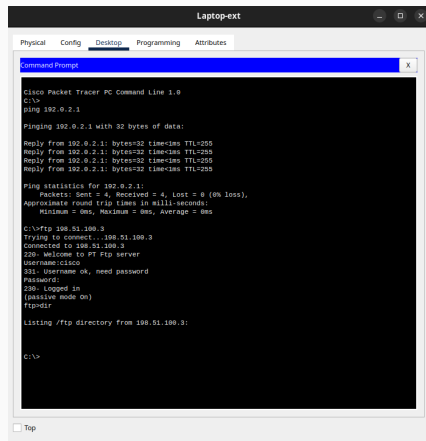 Laptop-ext
Physical Config Desktop Programming Attributes
Command Prompt X
Cisco Packet Tracer PC Command Line 1.0
C:\>
ping 192.0.2.1
Pinging 192.0.2.1 with 32 bytes of data:
Reply from 192.0.2.1: bytes=32 time<1ms TTL=255
Reply from 192.0.2.1: bytes=32 time<1ms TTL=255
Reply from 192.0.2.1: bytes=32 time<1ms TTL=255
Reply from 192.0.2.1: bytes=32 time<1ms TTL=255
Ping statistics for 192.0.2.1:
Packets: Sent = 4, Received = 4, Lost = 0 (0% loss),
Approximate round trip times in milli-seconds:
Minimum = 0ms, Maximum = 0ms, Average = 0ms
C:\>ftp 198.51.100.3
Trying to connect...198.51.100.3
Connected to 198.51.100.3
220- Welcome to PT Ftp server
Username:cisco
331- Username ok, need password
Password:
230- Logged in
(passive mode On)
ftp>dir
Listing /ftp directory from 198.51.100.3:
C:\>
Top